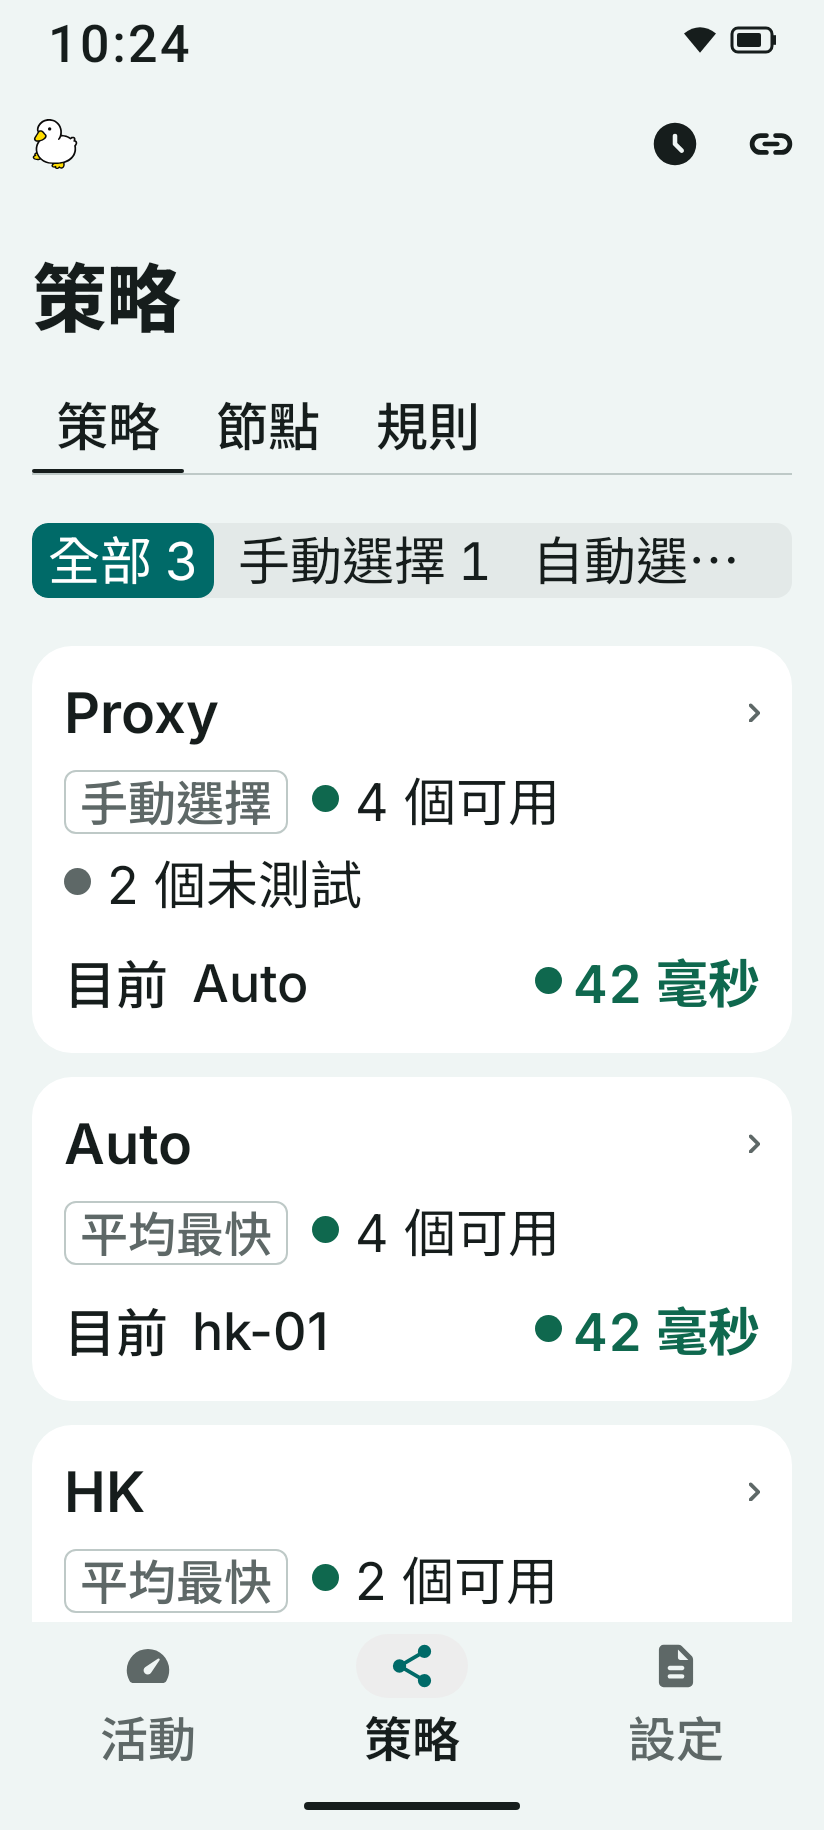 10:24
策略
策略 節點 規則
全部 3 手動選擇 1 自動選…
Proxy
手動選擇 4 個可用
2 個未測試
目前 Auto 42 毫秒
Auto
平均最快 4 個可用
目前 hk-01 42 毫秒
HK
平均最快 2 個可用
活動 策略 設定